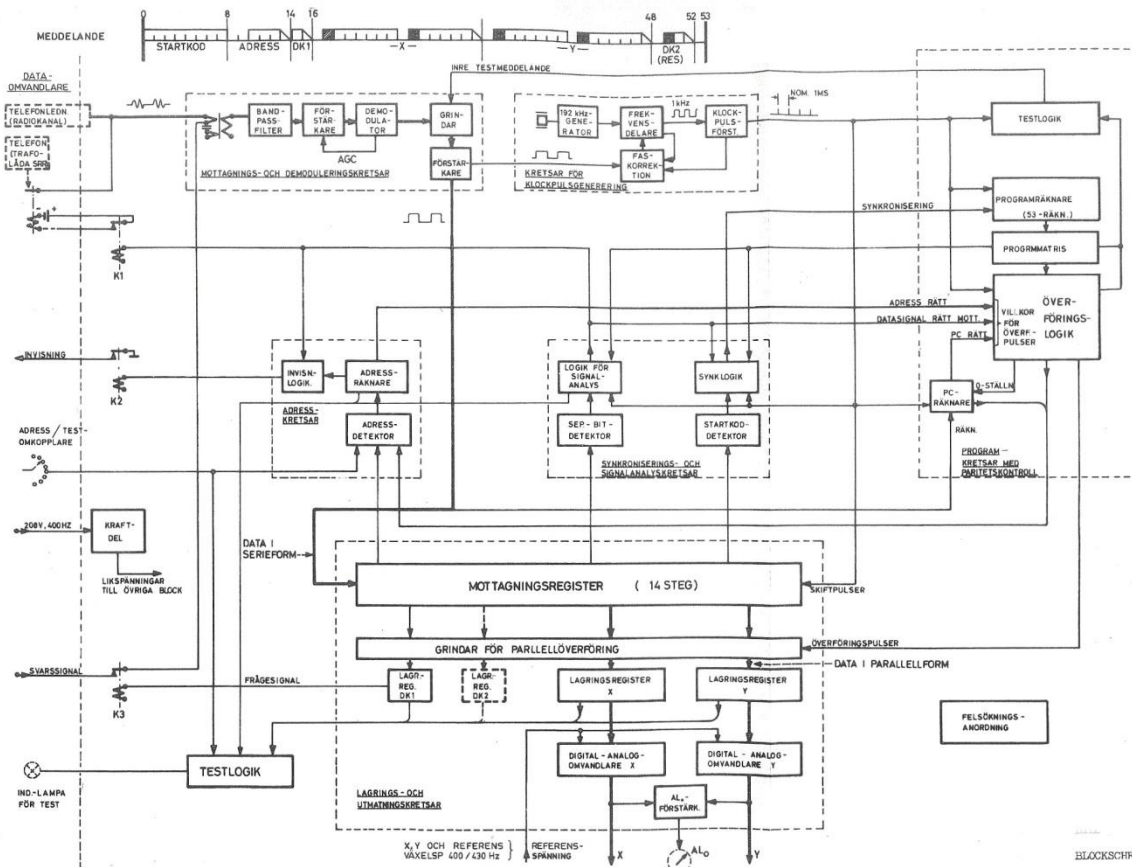 MEDDELANDE
0
8
14
16
48
52
53
STARTKOD
ADRESS
DK1
X
Y
DK2
(RES)
DATA-
OMVANDLARE
TELEFONLEDN.
(RADIOKANAL)
TELEFON
(TRAFO-
LÅDA SRR)
BAND-
PASS-
FILTER
FÖR-
STÄR-
KARE
DEMO-
DULA-
TOR
GRIN-
DAR
AGC
FÖRSTÄR-
KARE
MOTTAGNINGS- OCH DEMODULERINGSKRETSAR
INRE TESTMEDDELANDE
192 kHz-
GENE-
RATOR
FREK-
VENS-
DELARE
1kHz
KLOCK-
PULS-
FÖRST.
FAS-
KORREK-
TION
KRETSAR FÖR
KLOCKPULSGENERERING
NOM. 1MS
TESTLOGIK
SYNKRONISERING
PROGRAMRÄKNARE
(53-RÄKN.)
PROGRMMATRIS
K1
ADRESS RÄTT
DATASIGNAL RÄTT MOTT.
PC RÄTT
VILLKOR
FÖR
ÖVERF-
PULSER
ÖVER-
FÖRINGS-
LOGIK
INVISNING
K2
INVISN-
LOGIK.
ADRESS-
RÄKNARE
ADRESS-
KRETSAR
ADRESS-
DETEKTOR
LOGIK FÖR
SIGNAL-
ANALYS
SYNKLOGIK
SEP.- BIT-
DETEKTOR
STARTKOD-
DETEKTOR
SYNKRONISERINGS- OCH
SIGNALANALYSKRETSAR
0-STÄLLN
PC-
RÄKNARE
RÄKN.
PROGRAM-
KRETSAR MED
PARITETSKONTROLL
ADRESS / TEST-
OMKOPPLARE
208V, 400HZ
KRAFT-
DEL
LIKSPÄNNINGAR
TILL ÖVRIGA BLOCK
DATA I
SERIEFORM
MOTTAGNINGSREGISTER ( 14 STEG)
SKIFTPULSER
GRINDAR FÖR PARLLELÖVERFÖRING
ÖVERFÖRINGSPULSER
DATA I PARALLELLFORM
SVARSSIGNAL
K3
FRÅGESIGNAL
LAGR.-
REG.
DK1
LAGR.-
REG.
DK2
LAGRINGSREGISTER
X
LAGRINGSREGISTER
Y
FELSÖKNINGS-
ANORDNING
TESTLOGIK
DIGITAL - ANALOG-
OMVANDLARE X
DIGITAL - ANALOG-
OMVANDLARE Y
IND.-LAMPA
FÖR TEST
LAGRINGS- OCH
UTMATNINGSKRETSAR
AL₀-
FÖRSTÄRK.
X, Y OCH REFERENS
VÄXELSP 400 / 430 Hz
REFERENS-
SPÄNNING
X
AL₀
Y
BLOCKSCHE